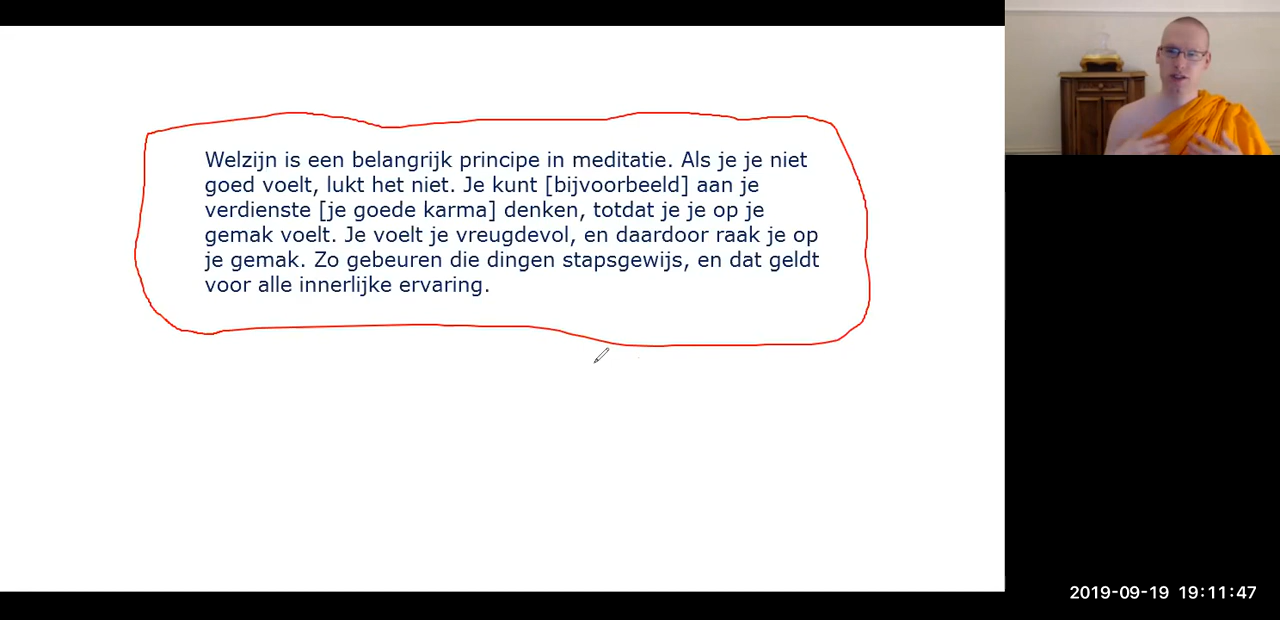 Welzijn is een belangrijk principe in meditatie. Als je je niet
goed voelt, lukt het niet. Je kunt [bijvoorbeeld] aan je
verdienste [je goede karma] denken, totdat je je op je
gemak voelt. Je voelt je vreugdevol, en daardoor raak je op
je gemak. Zo gebeuren die dingen stapsgewijs, en dat geldt
voor alle innerlijke ervaring.
2019-09-19 19:11:47